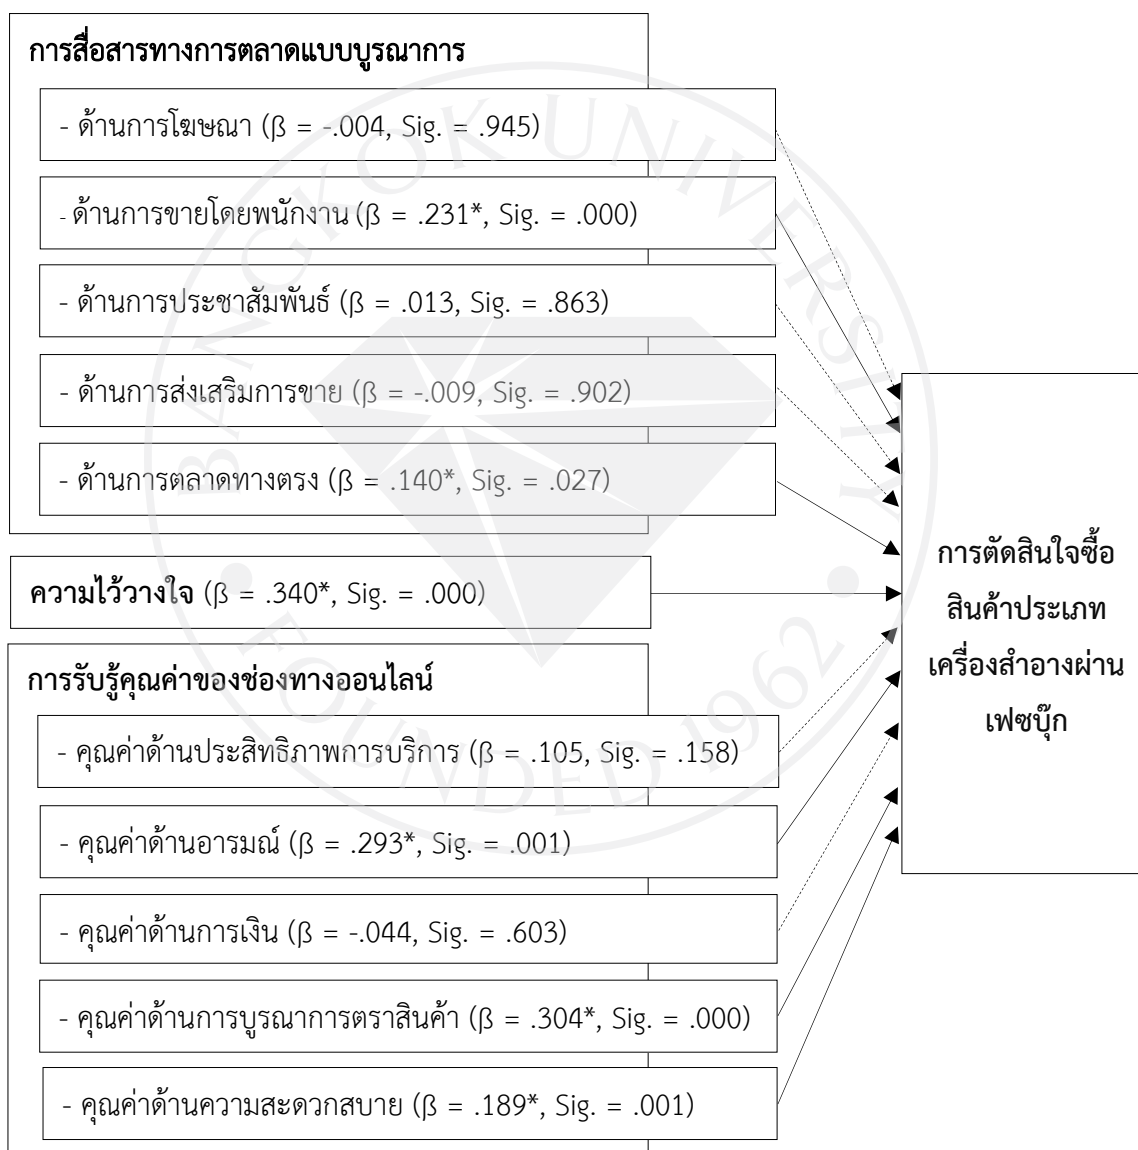 การสื่อสารทางการตลาดแบบบูรณาการ
- ด้านการโฆษณา (β = -.004, Sig. = .945)
- ด้านการขายโดยพนักงาน (β = .231*, Sig. = .000)
- ด้านการประชาสัมพันธ์ (β = .013, Sig. = .863)
- ด้านการส่งเสริมการขาย (β = -.009, Sig. = .902)
- ด้านการตลาดทางตรง (β = .140*, Sig. = .027)
ความไว้วางใจ (β = .340*, Sig. = .000)
การรับรู้คุณค่าของช่องทางออนไลน์
- คุณค่าด้านประสิทธิภาพการบริการ (β = .105, Sig. = .158)
- คุณค่าด้านอารมณ์ (β = .293*, Sig. = .001)
- คุณค่าด้านการเงิน (β = -.044, Sig. = .603)
- คุณค่าด้านการบูรณาการตราสินค้า (β = .304*, Sig. = .000)
- คุณค่าด้านความสะดวกสบาย (β = .189*, Sig. = .001)
การตัดสินใจซื้อ
สินค้าประเภท
เครื่องสำอางผ่าน
เฟซบุ๊ก
BANGKOK UNIVERSITY
FOUNDED 1962